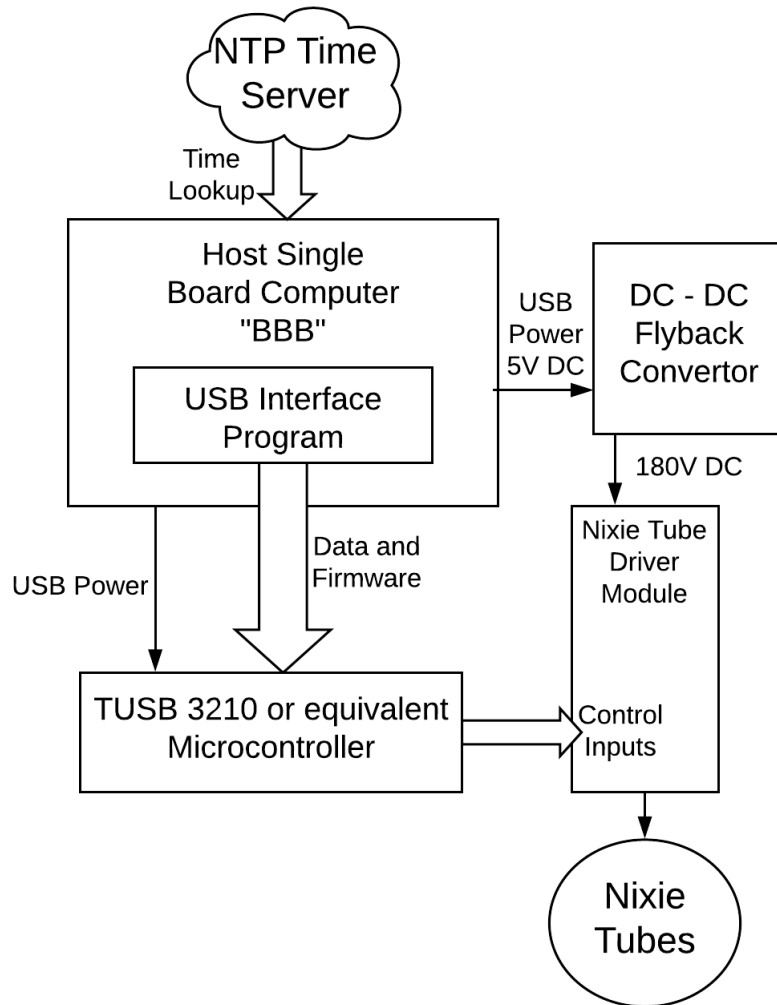 NTP Time
Server
Time
Lookup
Host Single
Board Computer
"BBB"
USB Interface
Program
USB
Power
5V DC
DC - DC
Flyback
Convertor
180V DC
Nixie Tube
Driver
Module
Data and
Firmware
USB Power
TUSB 3210 or equivalent
Microcontroller
Control
Inputs
Nixie
Tubes